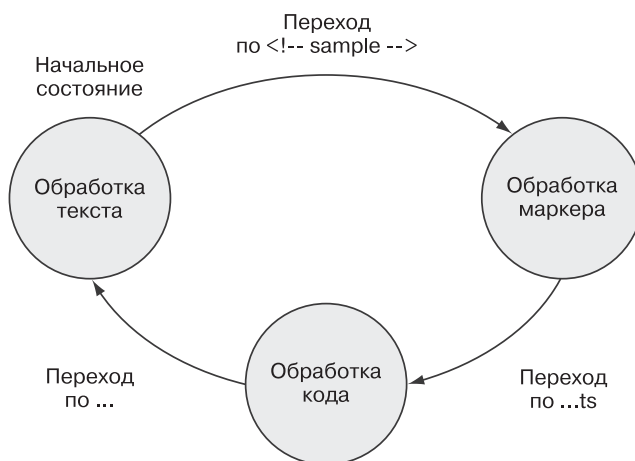 Переход
по <!-- sample -->
Начальное
состояние
Обработка
текста
Обработка
маркера
Обработка
кода
Переход
по ...
Переход
по ...ts